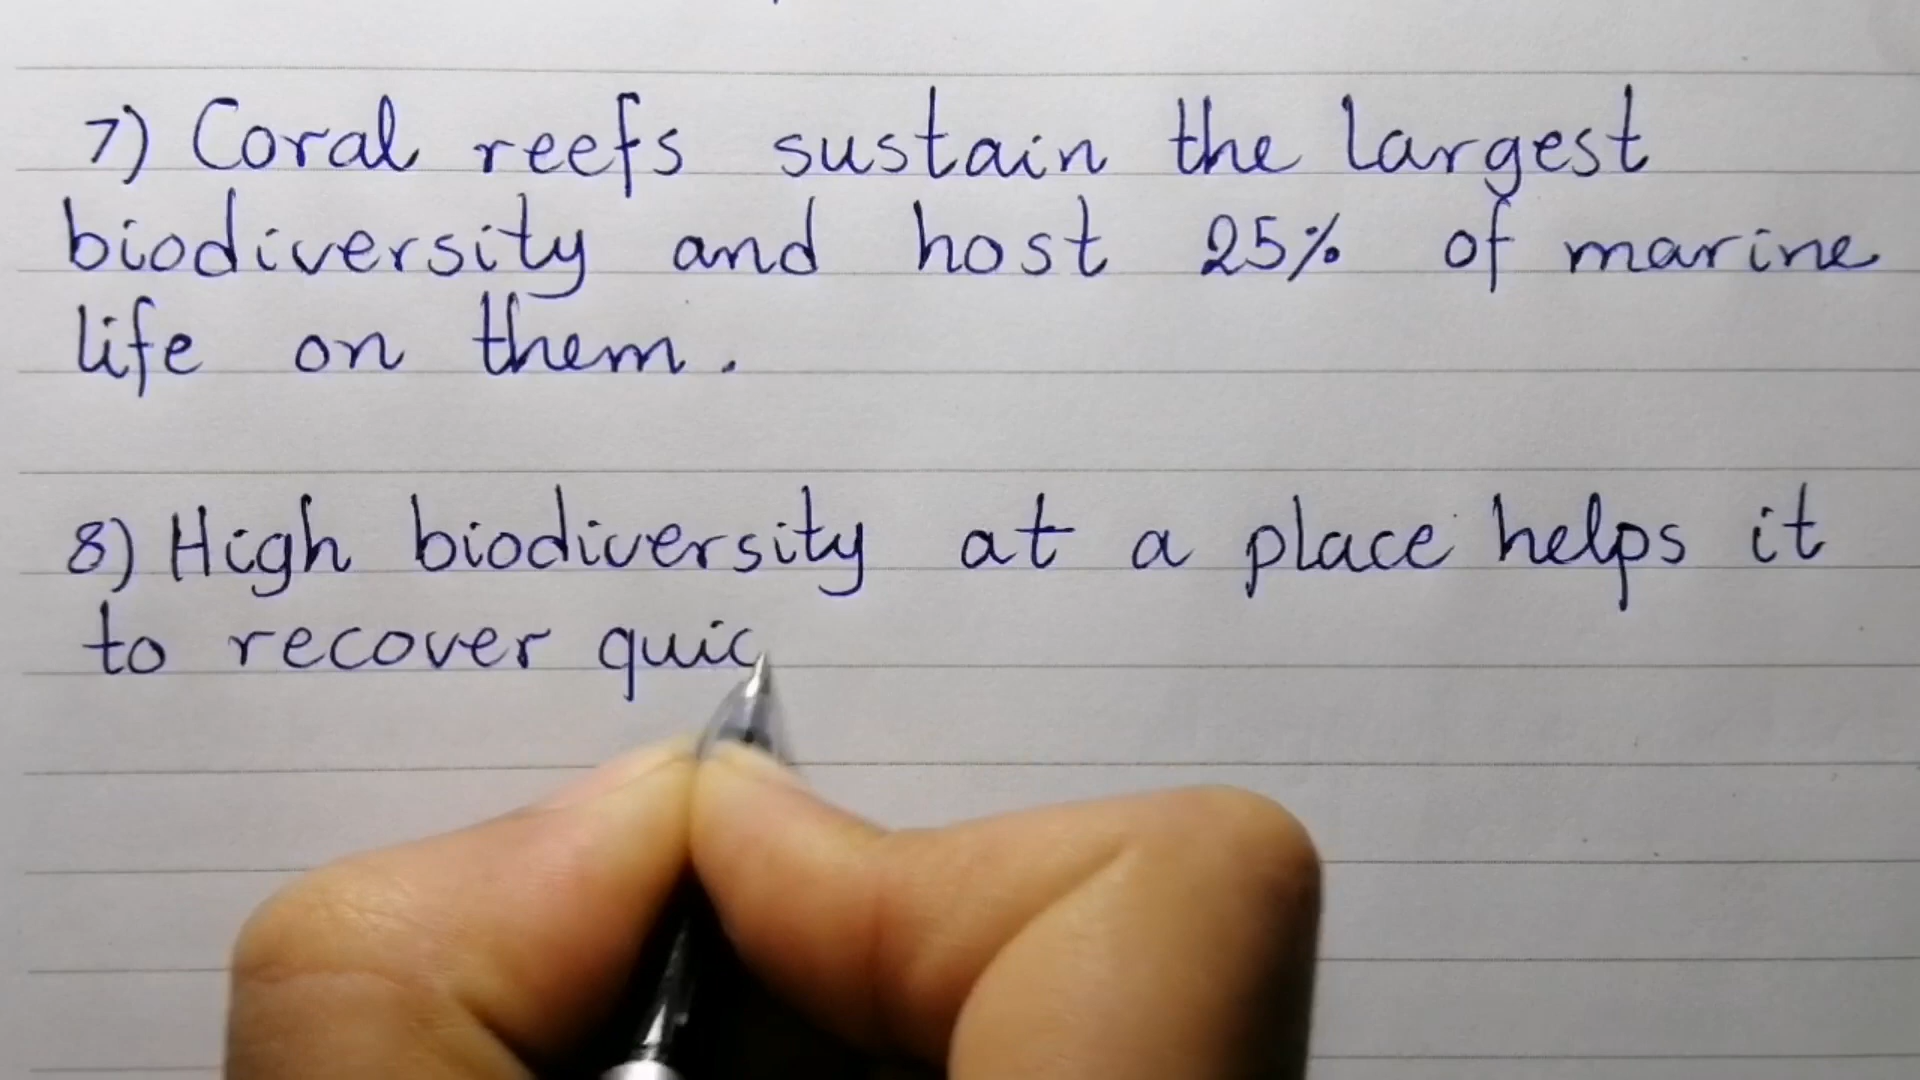 7) Coral reefs sustain the largest
biodiversity and host 25% of marine
life on them.
8) High biodiversity at a place helps it
to recover quic